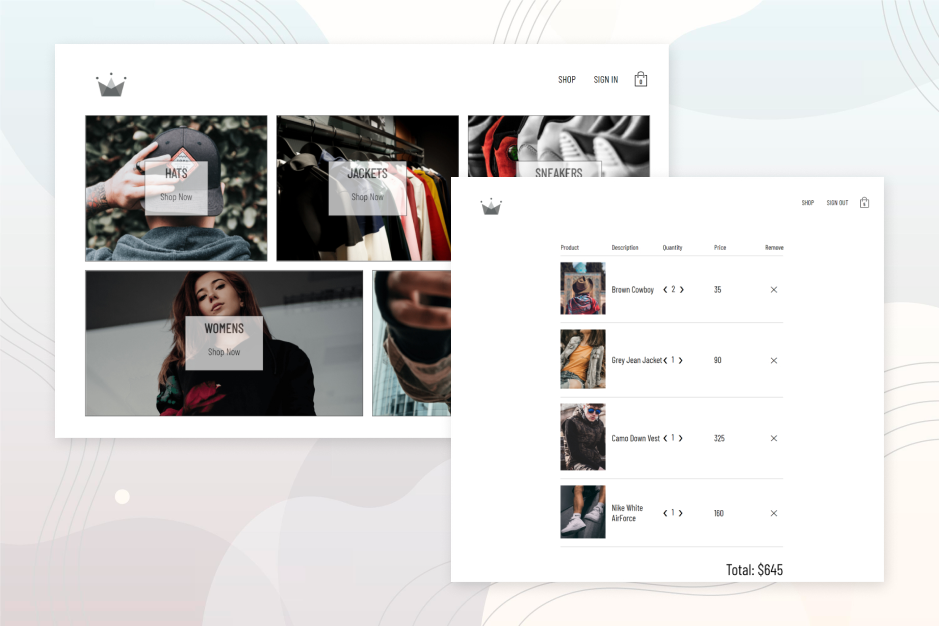 SHOP SIGN IN 0
HATS
Shop Now
JACKETS
Shop Now
SNEAKERS
WOMENS
Shop Now
SHOP SIGN OUT 5
Product Description Quantity Price Remove
Brown Cowboy ❮ 2 ❯ 35 ✕
Grey Jean Jacket ❮ 1 ❯ 90 ✕
Camo Down Vest ❮ 1 ❯ 325 ✕
Nike White
AirForce ❮ 1 ❯ 160 ✕
Total: $645